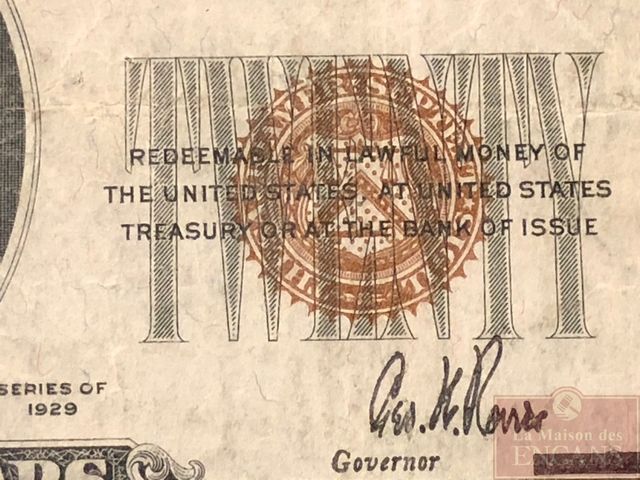 TWENTY
REDEEMABLE IN LAWFUL MONEY OF
THE UNITED STATES, AT UNITED STATES
TREASURY OR AT THE BANK OF ISSUE
SERIES OF
1929
Geo. W. Norris
Governor
La Maison des
ENCANS